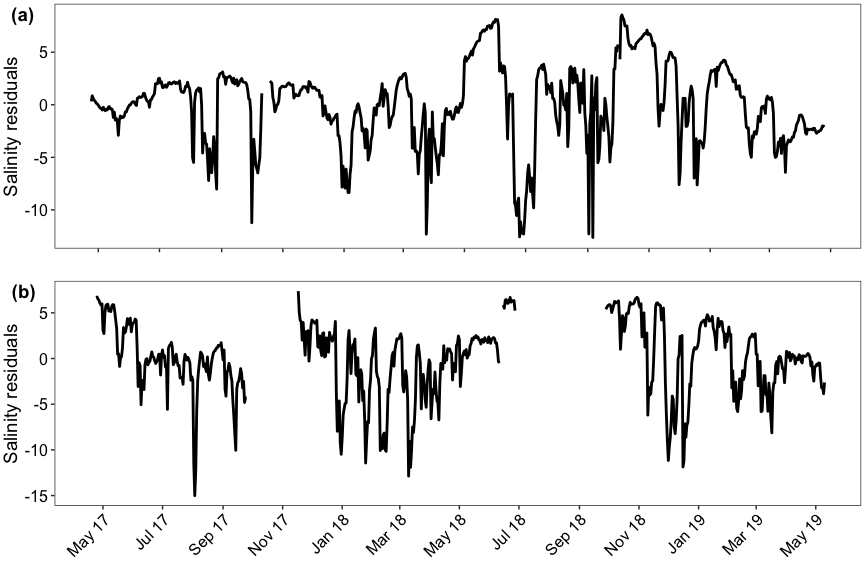 (a)
Salinity residuals
5
0
-5
-10
(b)
Salinity residuals
5
0
-5
-10
-15
May 17
Jul 17
Sep 17
Nov 17
Jan 18
Mar 18
May 18
Jul 18
Sep 18
Nov 18
Jan 19
Mar 19
May 19